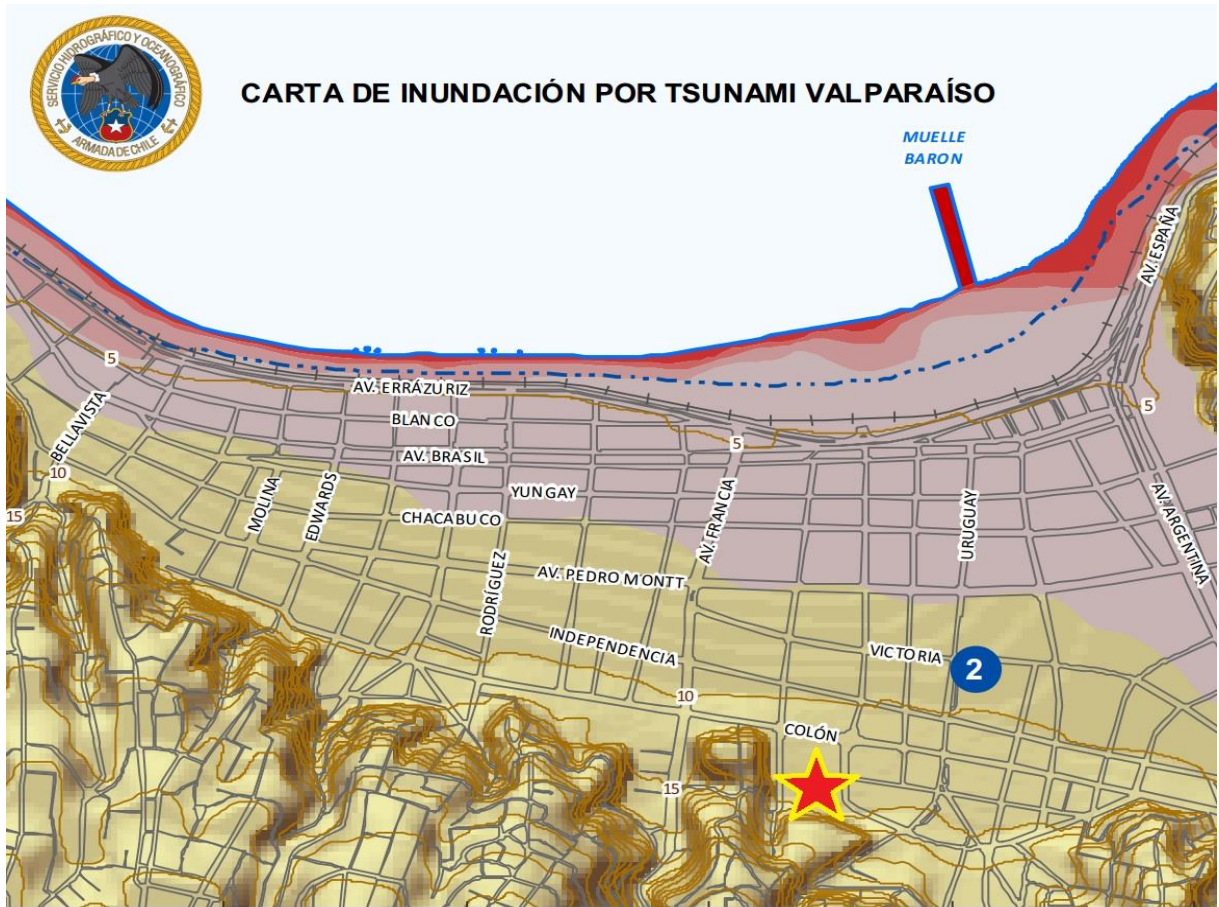 SERVICIO HIDROGRÁFICO Y OCEANOGRÁFICO
ARMADA DE CHILE
CARTA DE INUNDACIÓN POR TSUNAMI VALPARAÍSO
MUELLE
BARON
AV. ESPAÑA
5
AV. ERRÁZURIZ
5
BELLAVISTA
BLANCO
5
10
AV. BRASIL
15
MOLINA
EDWARDS
YUNGAY
AV. FRANCIA
URUGUAY
AV. ARGENTINA
CHACABUCO
RODRÍGUEZ
AV. PEDRO MONTT
INDEPENDENCIA
VICTORIA
2
10
COLÓN
15